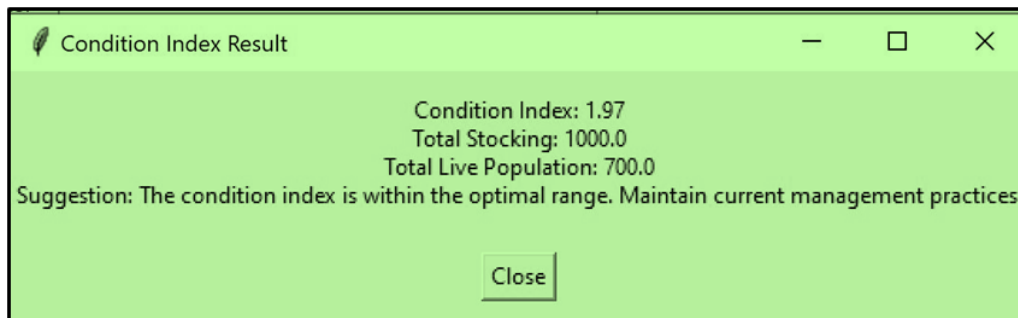 Condition Index Result
Condition Index: 1.97
Total Stocking: 1000.0
Total Live Population: 700.0
Suggestion: The condition index is within the optimal range. Maintain current management practices
Close